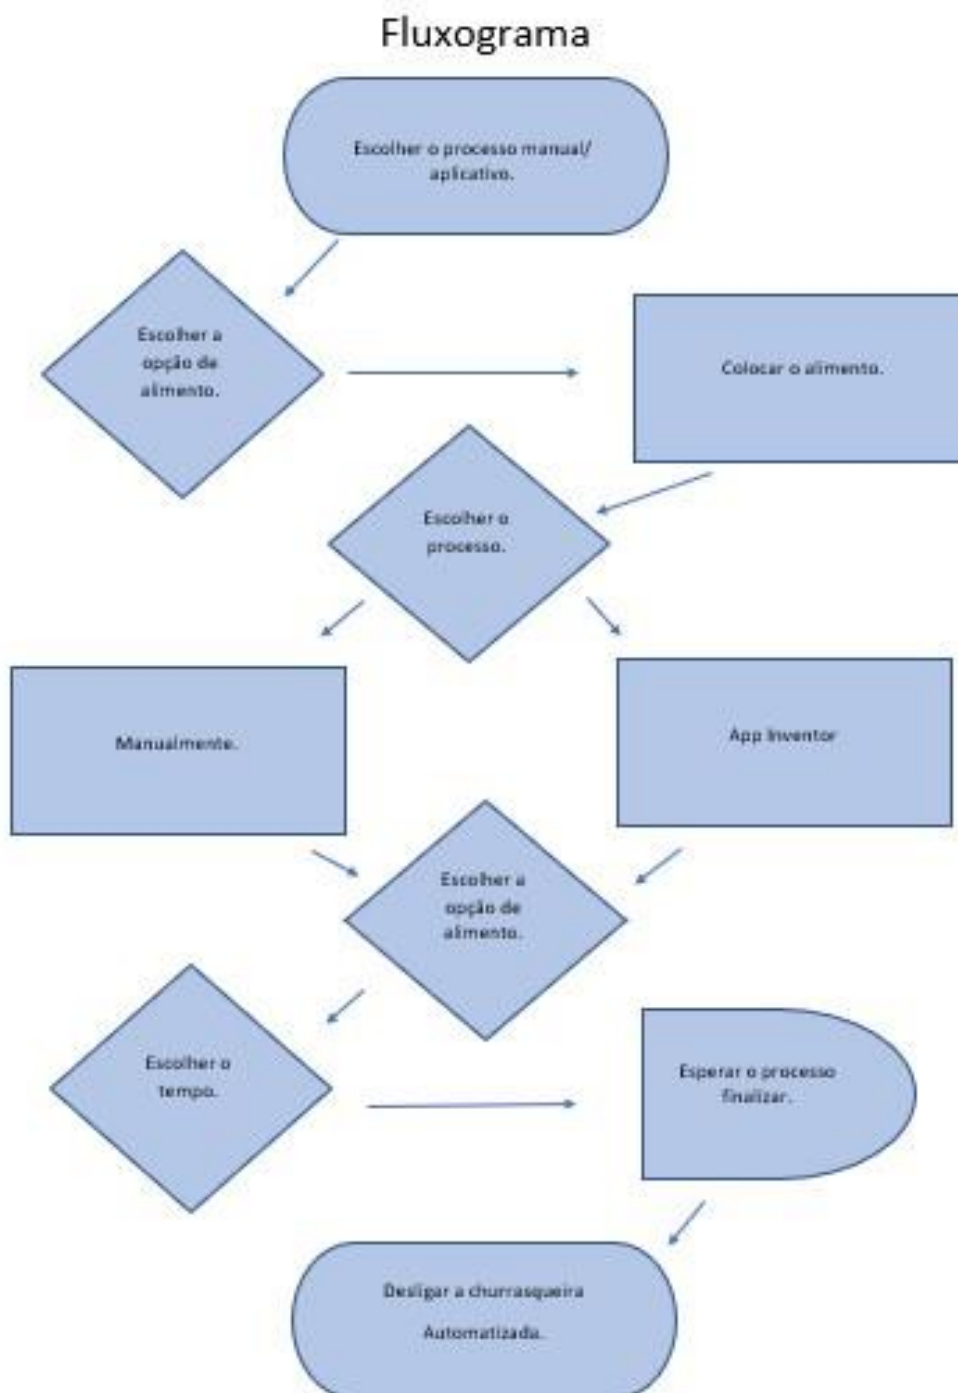 Fluxograma
Escolher o processo manual/
aplicativo.
Escolher a
opção de
alimento.
Colocar o alimento.
Escolher o
processo.
Manualmente.
App Inventor
Escolher a
opção de
alimento.
Escolher o
tempo.
Esperar o processo
finalizar.
Desligar a churrasqueira
Automatizada.